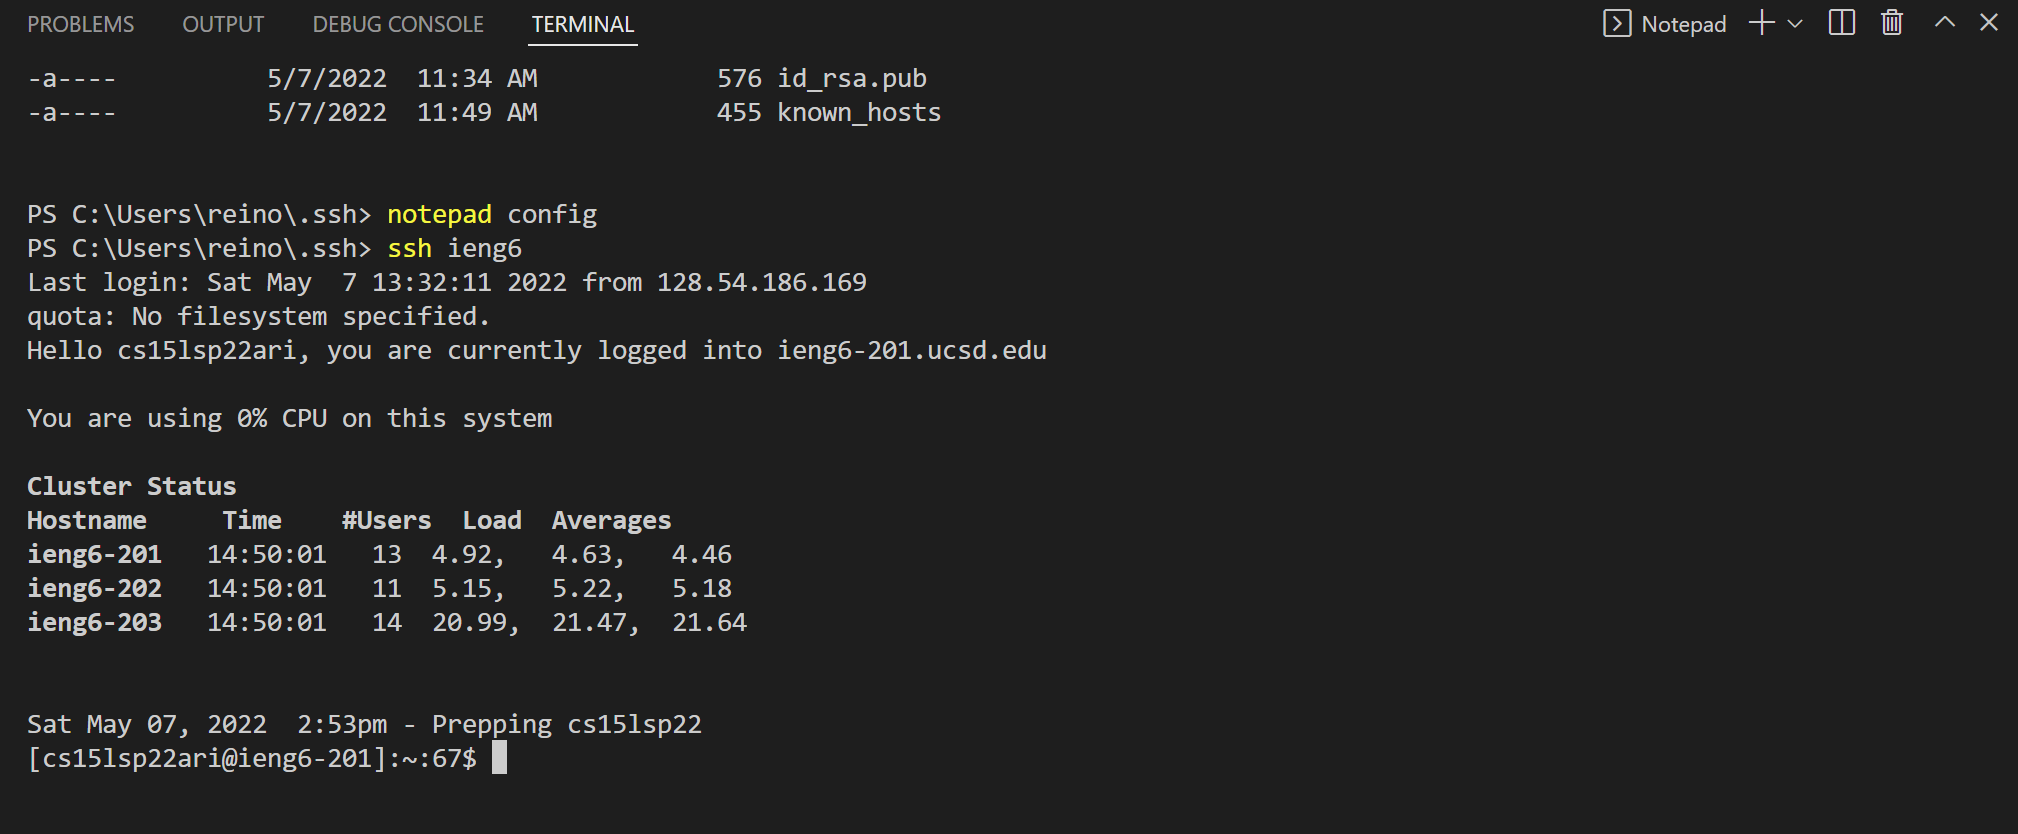 PROBLEMS OUTPUT DEBUG CONSOLE TERMINAL Notepad
-a---- 5/7/2022 11:34 AM 576 id_rsa.pub
-a---- 5/7/2022 11:49 AM 455 known_hosts
PS C:\Users\reino\.ssh> notepad config
PS C:\Users\reino\.ssh> ssh ieng6
Last login: Sat May  7 13:32:11 2022 from 128.54.186.169
quota: No filesystem specified.
Hello cs15lsp22ari, you are currently logged into ieng6-201.ucsd.edu
You are using 0% CPU on this system
Cluster Status
Hostname Time #Users Load Averages
ieng6-201 14:50:01 13 4.92, 4.63, 4.46
ieng6-202 14:50:01 11 5.15, 5.22, 5.18
ieng6-203 14:50:01 14 20.99, 21.47, 21.64
Sat May 07, 2022  2:53pm - Prepping cs15lsp22
[cs15lsp22ari@ieng6-201]:~:67$